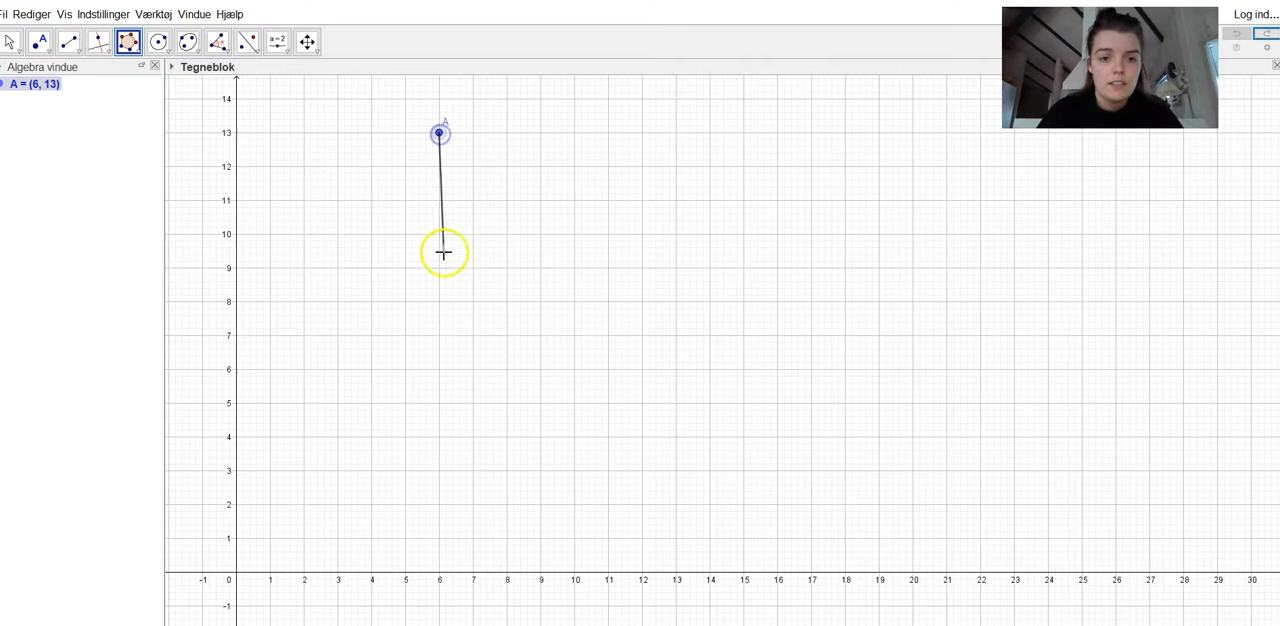 Fil Rediger Vis Indstillinger Værktøj Vindue Hjælp
Log ind...
A
a=2
Algebra vindue
Tegneblok
A = (6, 13)
A
14
13
12
11
10
9
8
7
6
5
4
3
2
1
-1 0 1 2 3 4 5 6 7 8 9 10 11 12 13 14 15 16 17 18 19 20 21 22 23 24 25 26 27 28 29 30
-1